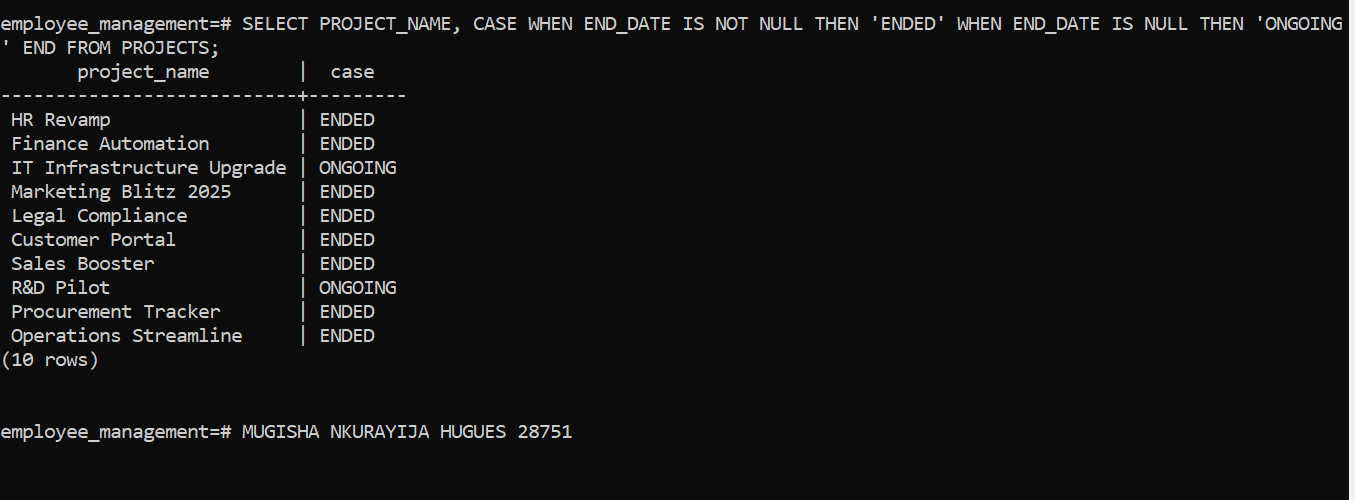 employee_management=# SELECT PROJECT_NAME, CASE WHEN END_DATE IS NOT NULL THEN 'ENDED' WHEN END_DATE IS NULL THEN 'ONGOING
' END FROM PROJECTS;
       project_name        |  case
---------------------------+---------
 HR Revamp                 | ENDED
 Finance Automation        | ENDED
 IT Infrastructure Upgrade | ONGOING
 Marketing Blitz 2025      | ENDED
 Legal Compliance          | ENDED
 Customer Portal           | ENDED
 Sales Booster             | ENDED
 R&D Pilot                 | ONGOING
 Procurement Tracker       | ENDED
 Operations Streamline     | ENDED
(10 rows)
employee_management=# MUGISHA NKURAYIJA HUGUES 28751